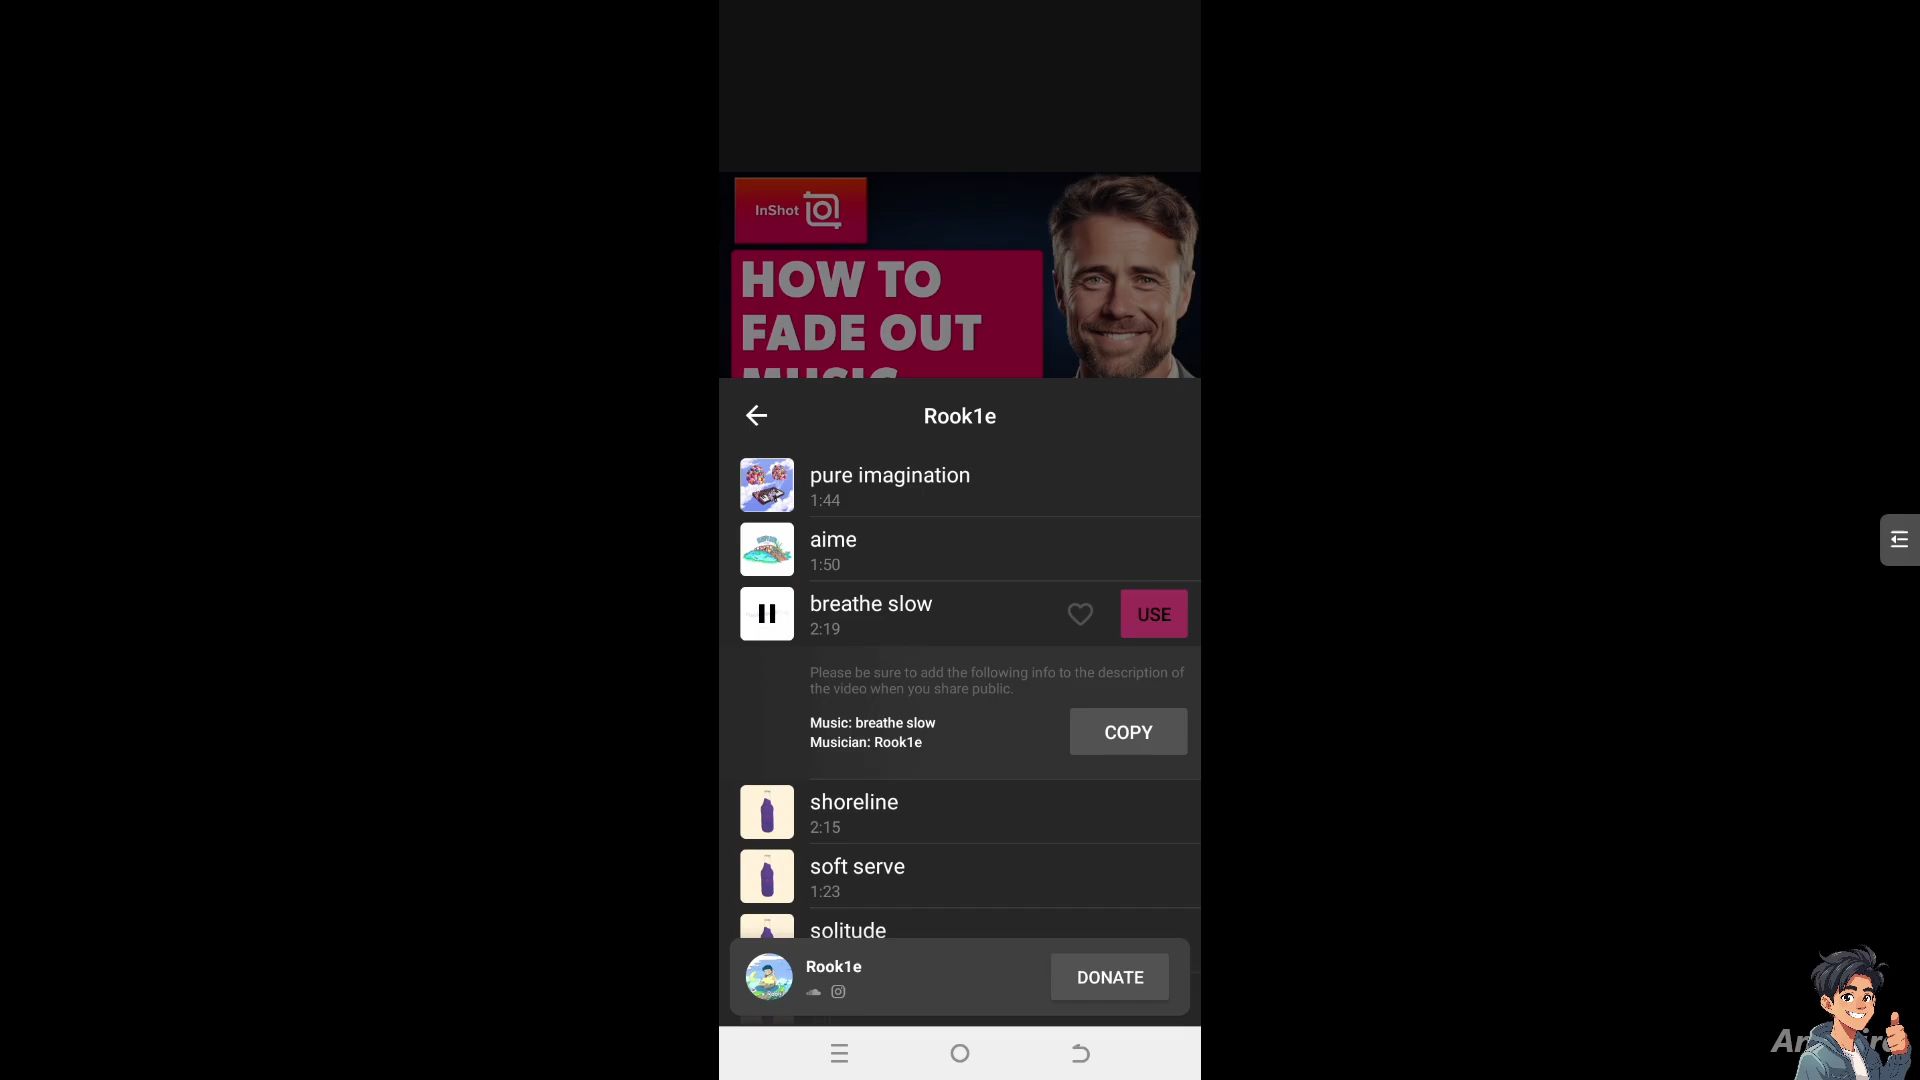 InShot
HOW TO
FADE OUT
MUSIC
Rook1e
pure imagination
1:44
aime
1:50
breathe slow
2:19
USE
Please be sure to add the following info to the description of
the video when you share public.
Music: breathe slow
Musician: Rook1e
COPY
shoreline
2:15
soft serve
1:23
solitude
Rook1e
DONATE